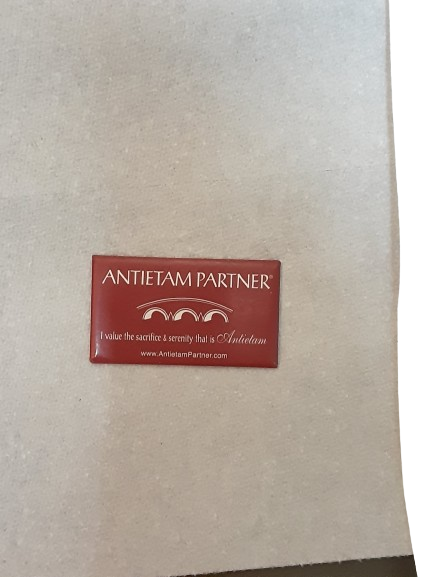 ANTIETAM PARTNER®
I value the sacrifice & serenity that is Antietam
www.AntietamPartner.com